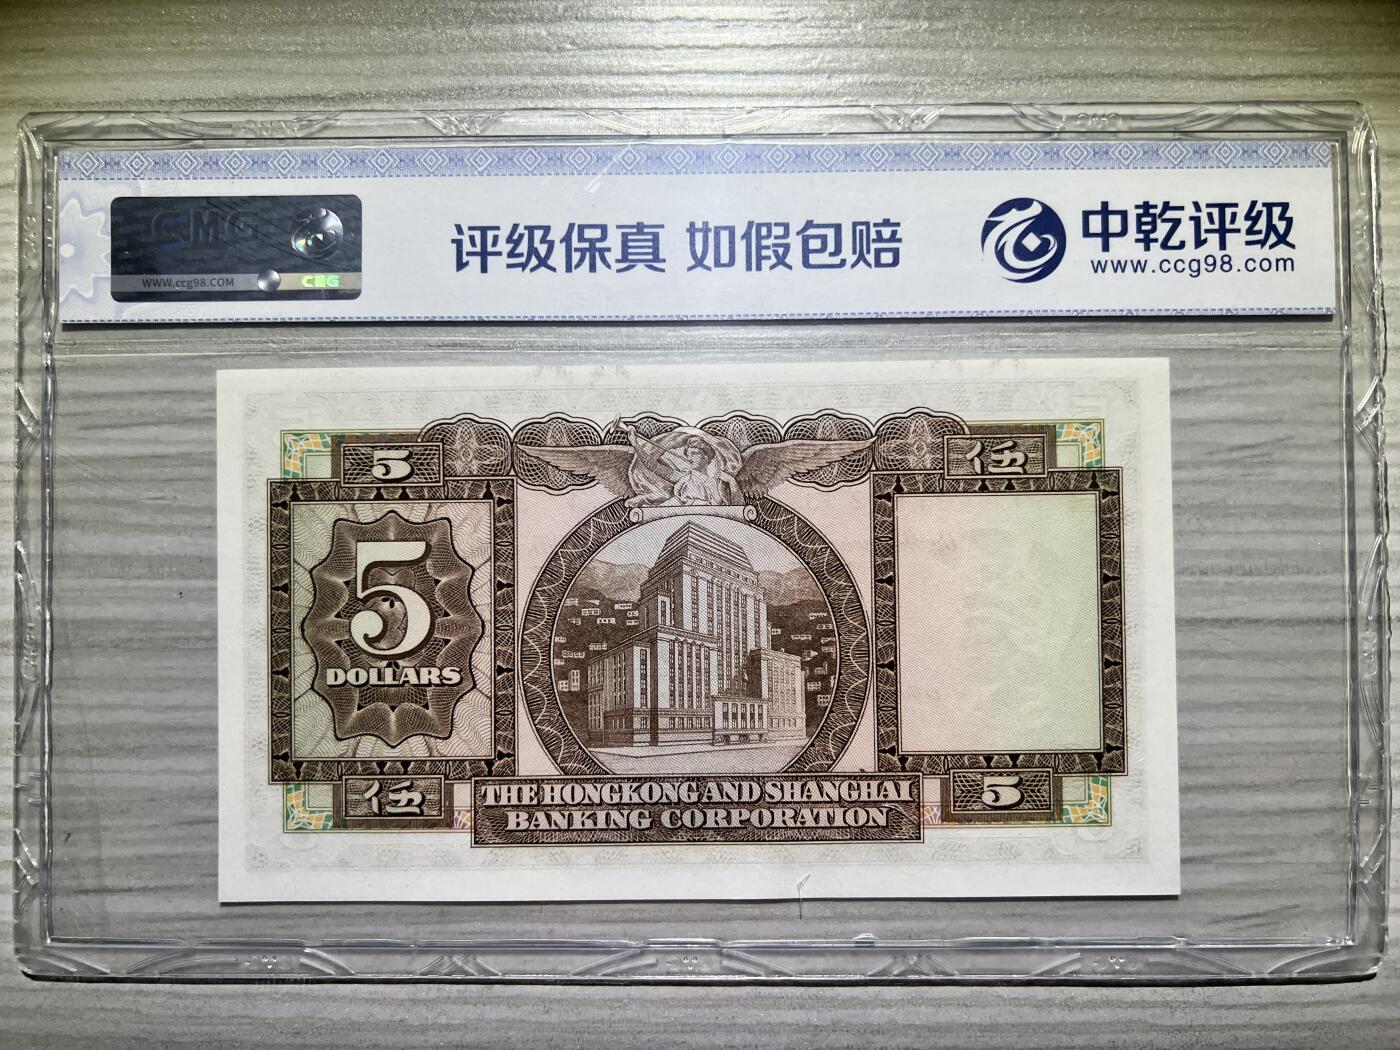 CMG
WWW.ccg98.COM
CMG
评级保真 如假包赔
中乾评级
www.ccg98.com
5
伍
5
DOLLARS
伍
5
THE HONGKONG AND SHANGHAI
BANKING CORPORATION